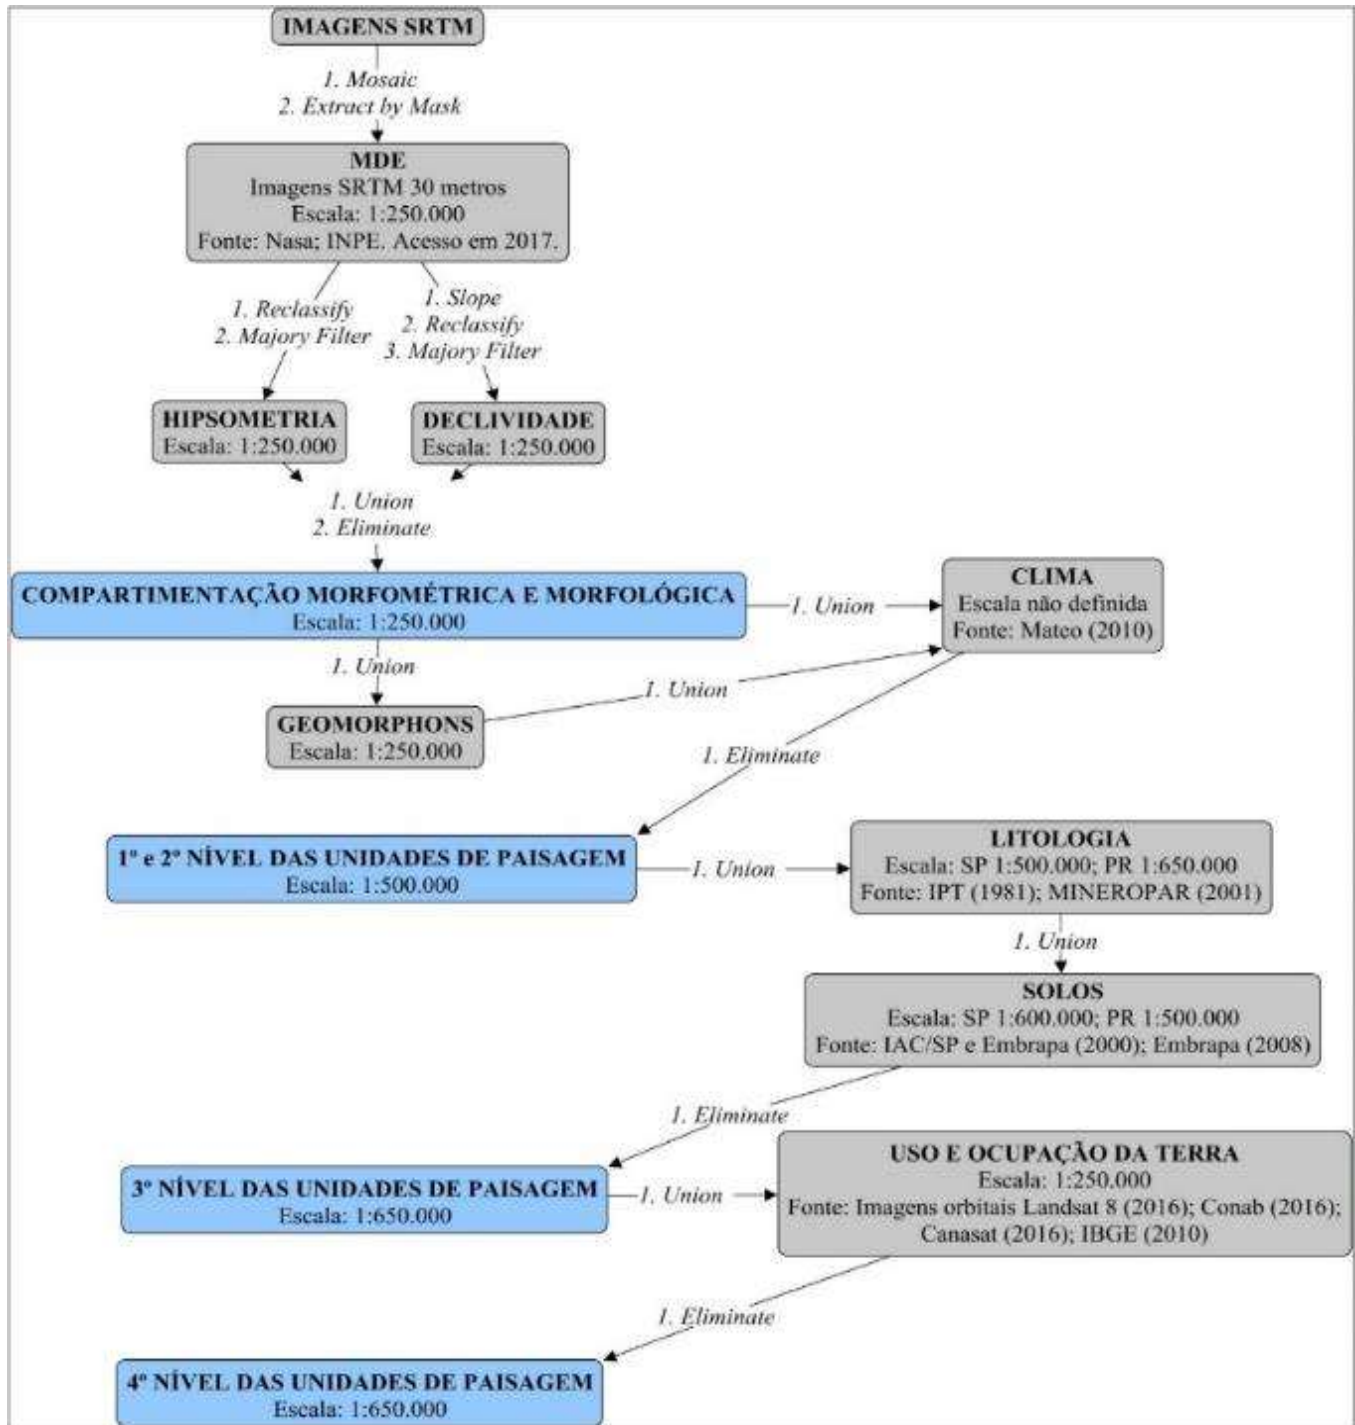 IMAGENS SRTM
1. Mosaic
2. Extract by Mask
MDE
Imagens SRTM 30 metros
Escala: 1:250.000
Fonte: Nasa; INPE. Acesso em 2017.
1. Reclassify
2. Majory Filter
1. Slope
2. Reclassify
3. Majory Filter
HIPSOMETRIA
Escala: 1:250.000
DECLIVIDADE
Escala: 1:250.000
1. Union
2. Eliminate
COMPARTIMENTAÇÃO MORFOMÉTRICA E MORFOLÓGICA
Escala: 1:250.000
1. Union
CLIMA
Escala não definida
Fonte: Mateo (2010)
1. Union
1. Union
GEOMORPHONS
Escala: 1:250.000
1. Eliminate
1º e 2º NÍVEL DAS UNIDADES DE PAISAGEM
Escala: 1:500.000
1. Union
LITOLOGIA
Escala: SP 1:500.000; PR 1:650.000
Fonte: IPT (1981); MINEROPAR (2001)
1. Union
SOLOS
Escala: SP 1:600.000; PR 1:500.000
Fonte: IAC/SP e Embrapa (2000); Embrapa (2008)
1. Eliminate
3º NÍVEL DAS UNIDADES DE PAISAGEM
Escala: 1:650.000
1. Union
USO E OCUPAÇÃO DA TERRA
Escala: 1:250.000
Fonte: Imagens orbitais Landsat 8 (2016); Conab (2016);
Canasat (2016); IBGE (2010)
1. Eliminate
4º NÍVEL DAS UNIDADES DE PAISAGEM
Escala: 1:650.000